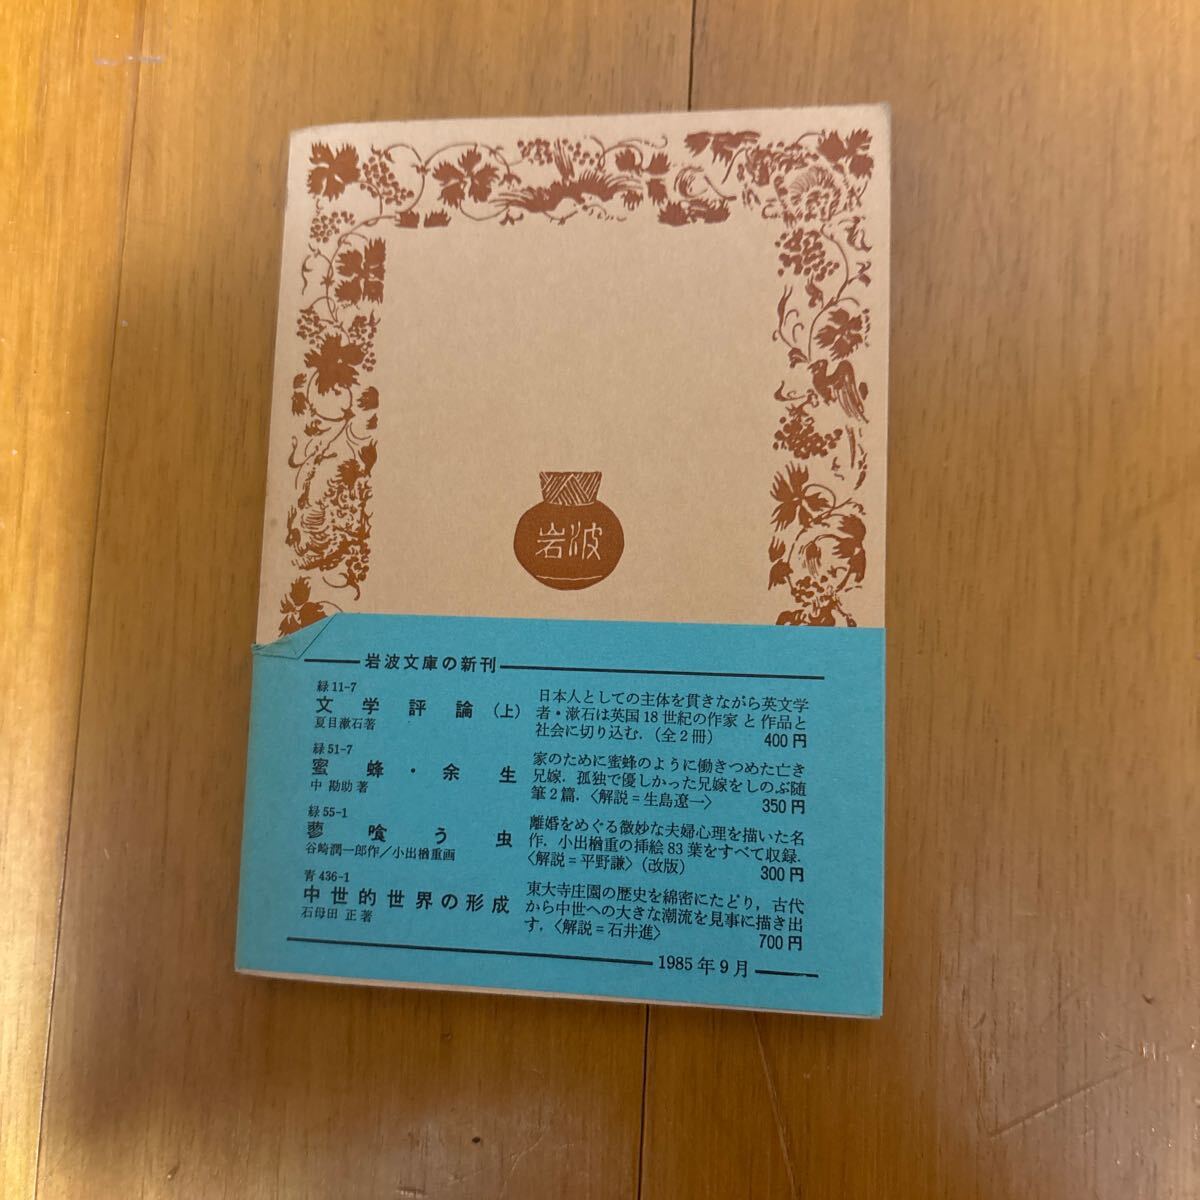 岩波
岩波文庫の新刊
緑11-7
文学評論(上)
夏目漱石著
日本人としての主体を貫きながら英文学
者・漱石は英国18世紀の作家と作品と
社会に切り込む.(全2冊) 400円
緑51-7
蜜蜂・余生
中 勘助著
家のために蜜蜂のように働きつめた亡き
兄嫁.孤独で優しかった兄嫁をしのぶ随
筆2篇.〈解説=生島遼一〉 350円
緑55-1
蓼喰う虫
谷崎潤一郎作/小出楢重画
離婚をめぐる微妙な夫婦心理を描いた名
作.小出楢重の挿絵83葉をすべて収録.
〈解説=平野謙〉(改版) 300円
青436-1
中世的世界の形成
石母田 正著
東大寺庄園の歴史を綿密にたどり,古代
から中世への大きな潮流を見事に描き出
す.〈解説=石井進〉 700円
1985年9月